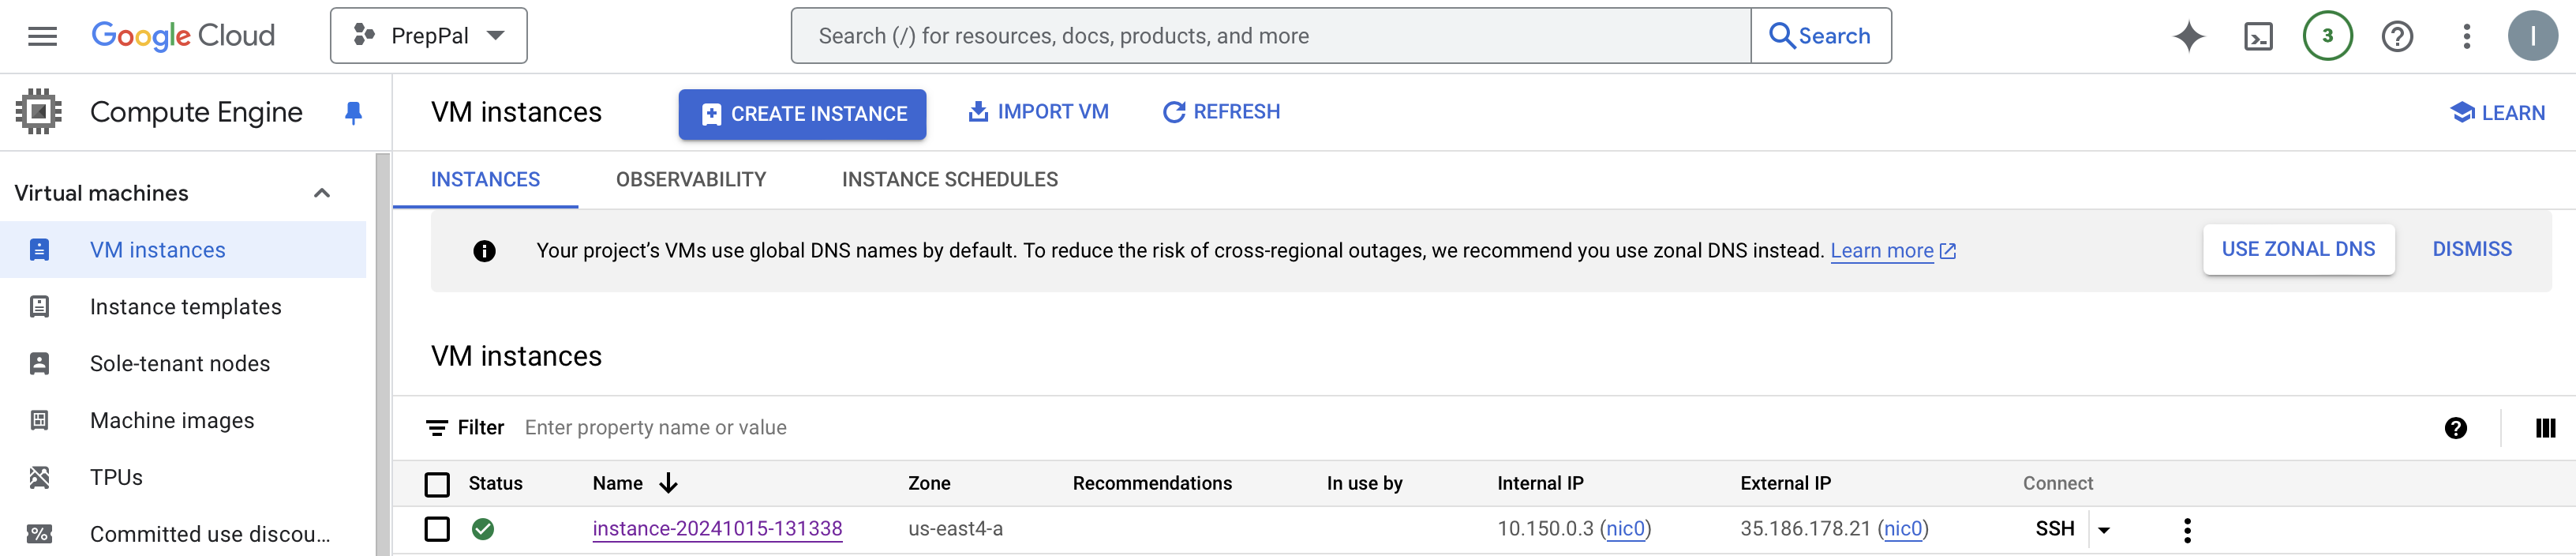 Google Cloud
PrepPal
Search (/) for resources, docs, products, and more
Search
3
I
Compute Engine
VM instances
CREATE INSTANCE
IMPORT VM
REFRESH
LEARN
Virtual machines
VM instances
Instance templates
Sole-tenant nodes
Machine images
TPUs
Committed use discou...
INSTANCES
OBSERVABILITY
INSTANCE SCHEDULES
Your project's VMs use global DNS names by default. To reduce the risk of cross-regional outages, we recommend you use zonal DNS instead. Learn more
USE ZONAL DNS
DISMISS
VM instances
Filter Enter property name or value
Status Name Zone Recommendations In use by Internal IP External IP Connect
instance-20241015-131338 us-east4-a 10.150.0.3 (nic0) 35.186.178.21 (nic0) SSH